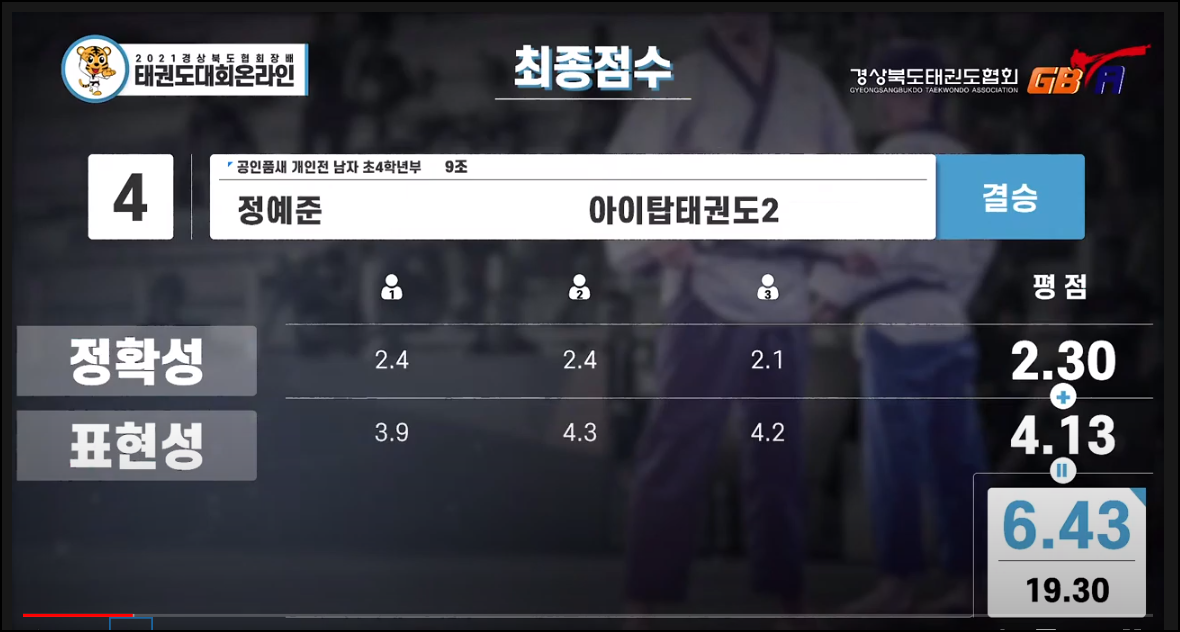 2021경상북도협회장배
태권도대회온라인
최종점수
경상북도태권도협회
GYEONGSANGBUKDO TAEKWONDO ASSOCIATION
GBTA
4
공인품새 개인전 남자 초4학년부 9조
정예준 아이탑태권도2
결승
1 2 3 평 점
정확성 2.4 2.4 2.1 2.30
+
표현성 3.9 4.3 4.2 4.13
=
6.43
19.30